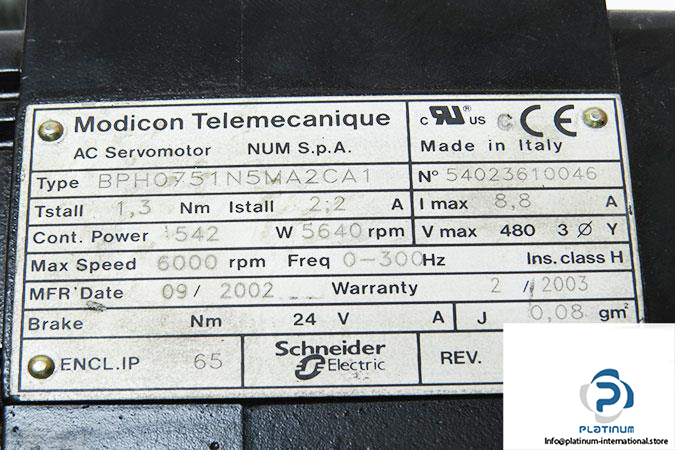 Modicon Telemecanique
AC Servomotor NUM S.p.A.
c RU ® US C CE
Made in Italy
Type BPH0751N5MA2CA1 N° 54023610046
Tstall 1,3 Nm Istall 2,2 A I max 8,8 A
Cont. Power 542 W 5640 rpm V max 480 3 Ø Y
Max Speed 6000 rpm Freq 0-300 Hz Ins. class H
MFR Date 09/ 2002 Warranty 2 / 2003
Brake Nm 24 V A J 0,08 gm²
ENCL.IP 65 Schneider Electric REV.
PLATINUM
Info@platinum-international.store